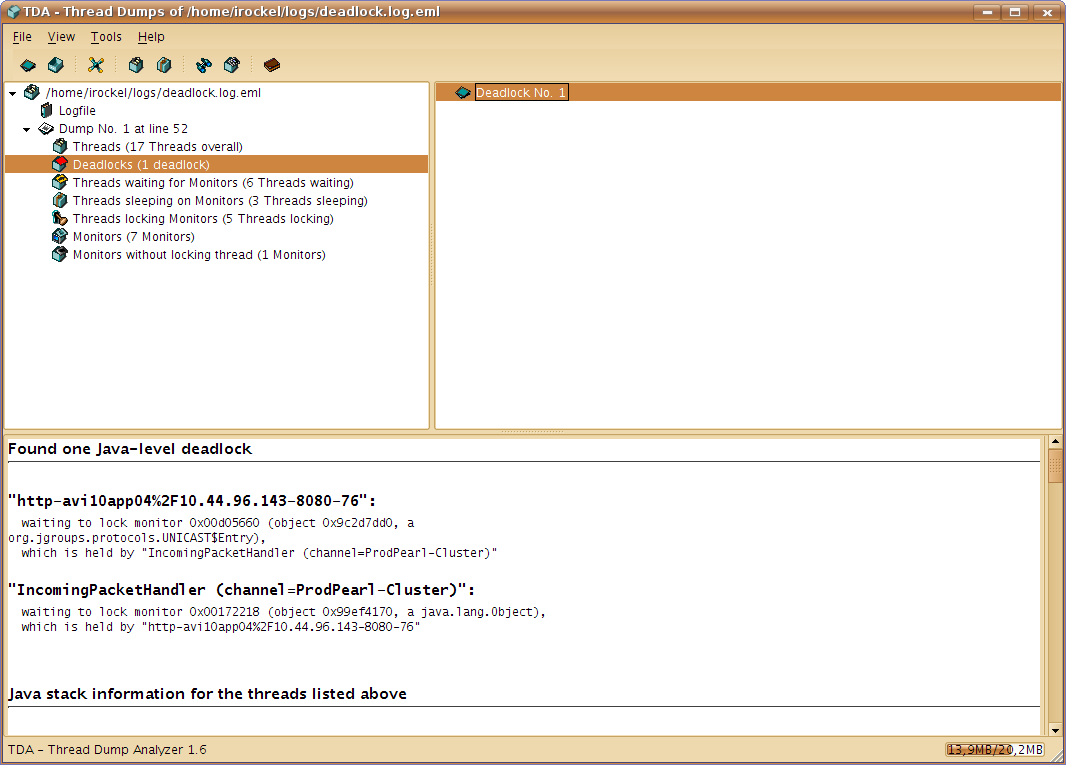 TDA - Thread Dumps of /home/irockel/logs/deadlock.log.eml
File View Tools Help
/home/irockel/logs/deadlock.log.eml
Logfile
Dump No. 1 at line 52
Threads (17 Threads overall)
Deadlocks (1 deadlock)
Threads waiting for Monitors (6 Threads waiting)
Threads sleeping on Monitors (3 Threads sleeping)
Threads locking Monitors (5 Threads locking)
Monitors (7 Monitors)
Monitors without locking thread (1 Monitors)
Deadlock No. 1
Found one Java-level deadlock
"http-avi10app04%2F10.44.96.143-8080-76":
waiting to lock monitor 0x00d05660 (object 0x9c2d7dd0, a
org.jgroups.protocols.UNICAST$Entry),
which is held by "IncomingPacketHandler (channel=ProdPearl-Cluster)"
"IncomingPacketHandler (channel=ProdPearl-Cluster)":
waiting to lock monitor 0x00172218 (object 0x99ef4170, a java.lang.Object),
which is held by "http-avi10app04%2F10.44.96.143-8080-76"
Java stack information for the threads listed above
TDA - Thread Dump Analyzer 1.6
13,9MB/20,2MB